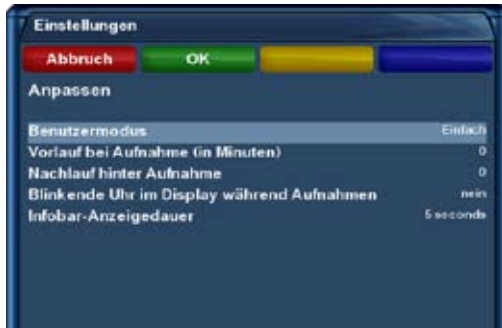 Einstellungen
Abbruch OK
Anpassen
Benutzermodus Einfach
Vorlauf bei Aufnahme (in Minuten) 0
Nachlauf hinter Aufnahme 0
Blinkende Uhr im Display während Aufnahmen nein
Infobar-Anzeigedauer 5 seconds